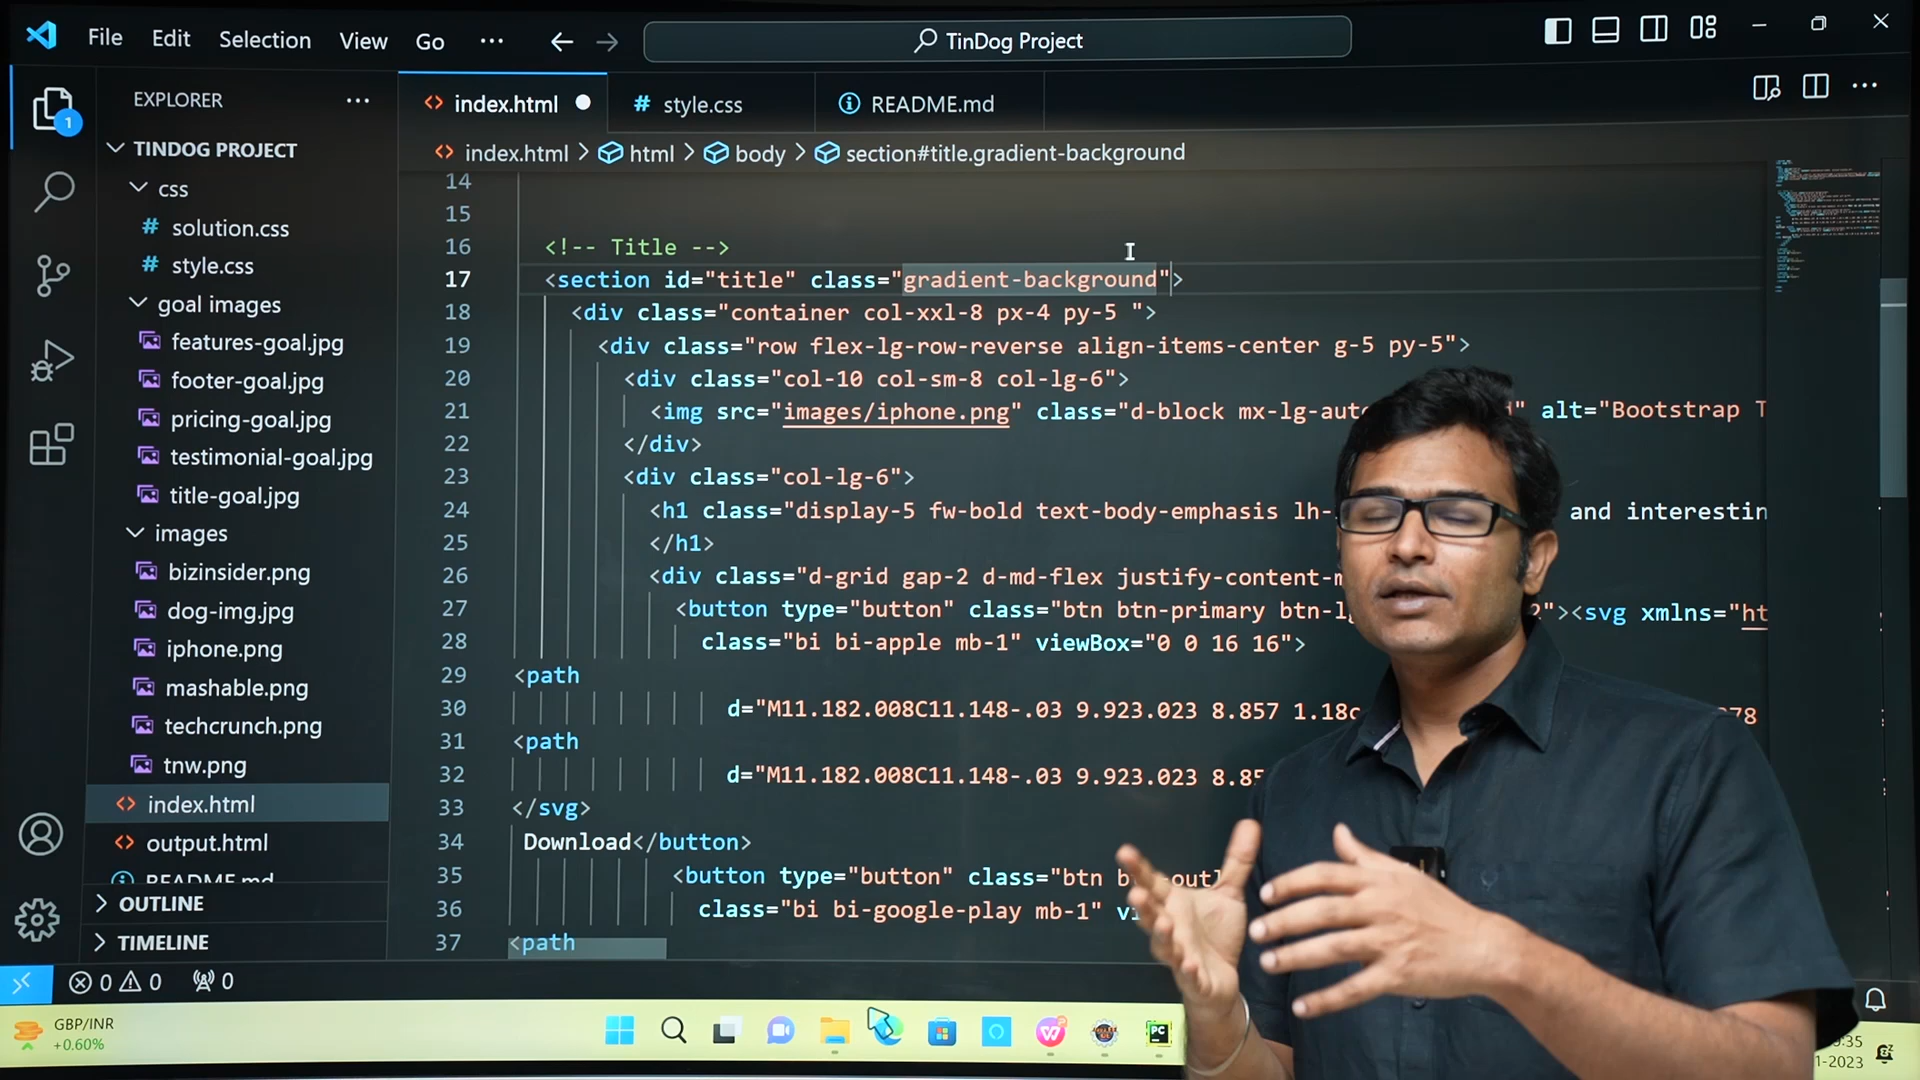 File Edit Selection View Go ··· TinDog Project
EXPLORER ···
TINDOG PROJECT
css
# solution.css
# style.css
goal images
features-goal.jpg
footer-goal.jpg
pricing-goal.jpg
testimonial-goal.jpg
title-goal.jpg
images
bizinsider.png
dog-img.jpg
iphone.png
mashable.png
techcrunch.png
tnw.png
<> index.html
<> output.html
README.md
OUTLINE
TIMELINE
1
<> index.html # style.css README.md
<> index.html > html > body > section#title.gradient-background
14
15
16 <!-- Title -->
17 <section id="title" class="gradient-background">
18 <div class="container col-xxl-8 px-4 py-5 ">
19 <div class="row flex-lg-row-reverse align-items-center g-5 py-5">
20 <div class="col-10 col-sm-8 col-lg-6">
21 <img src="images/iphone.png" class="d-block mx-lg-aut d" alt="Bootstrap T
22 </div>
23 <div class="col-lg-6">
24 <h1 class="display-5 fw-bold text-body-emphasis lh- and interestin
25 </h1>
26 <div class="d-grid gap-2 d-md-flex justify-content-m
27 <button type="button" class="btn btn-primary btn-l 2"><svg xmlns="ht
28 class="bi bi-apple mb-1" viewBox="0 0 16 16">
29 <path
30 d="M11.182.008C11.148-.03 9.923.023 8.857 1.18c 78
31 <path
32 d="M11.182.008C11.148-.03 9.923.023 8.85
33 </svg>
34 Download</button>
35 <button type="button" class="btn b outl
36 class="bi bi-google-play mb-1" vi
37 <path
0 0 0
GBP/INR
+0.60%
PC
:35
1-2023